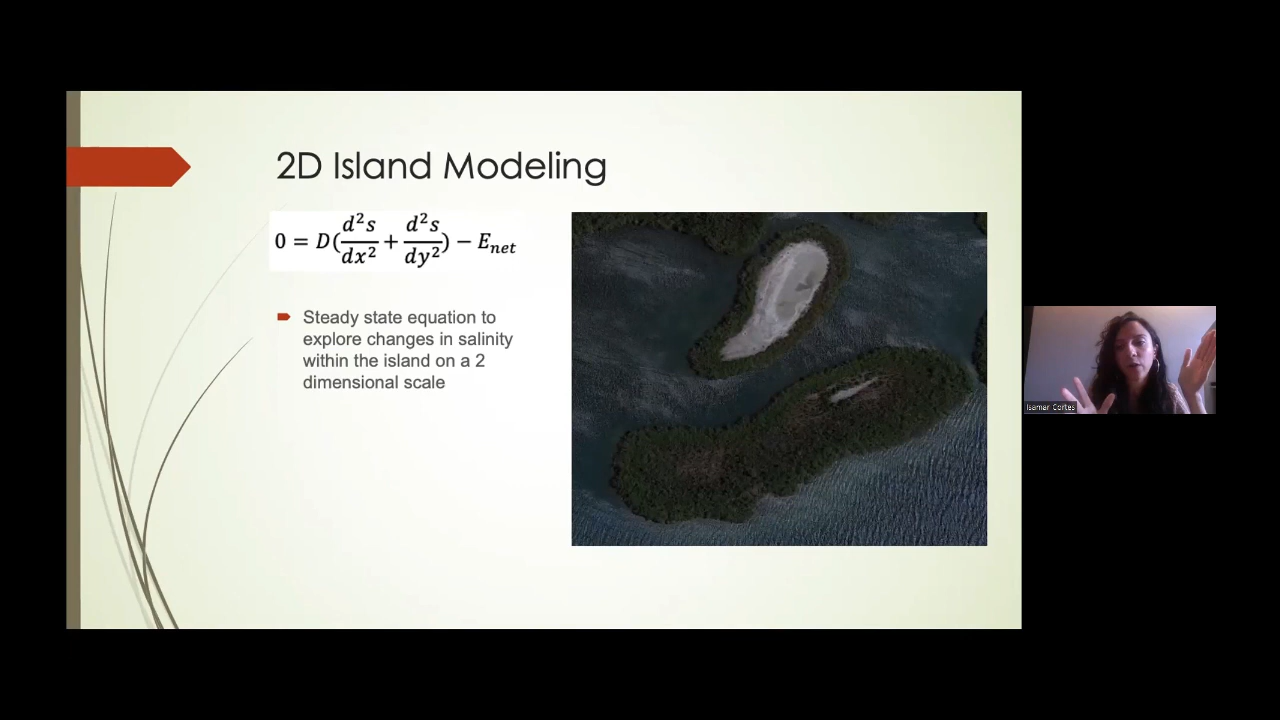 2D Island Modeling
0 = D(d²s/dx² + d²s/dy²) − E_net
Steady state equation to
explore changes in salinity
within the island on a 2
dimensional scale
Isamar Cortes